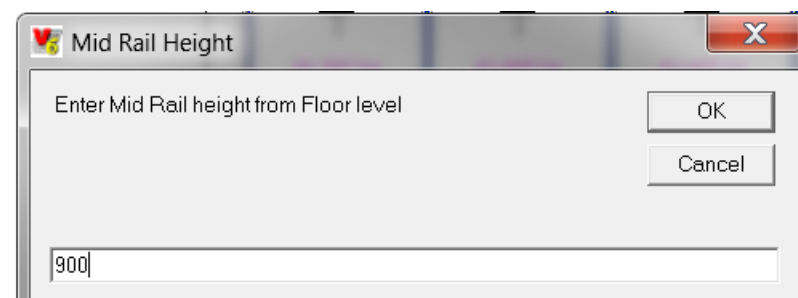 Mid Rail Height
Enter Mid Rail height from Floor level
OK
Cancel
900